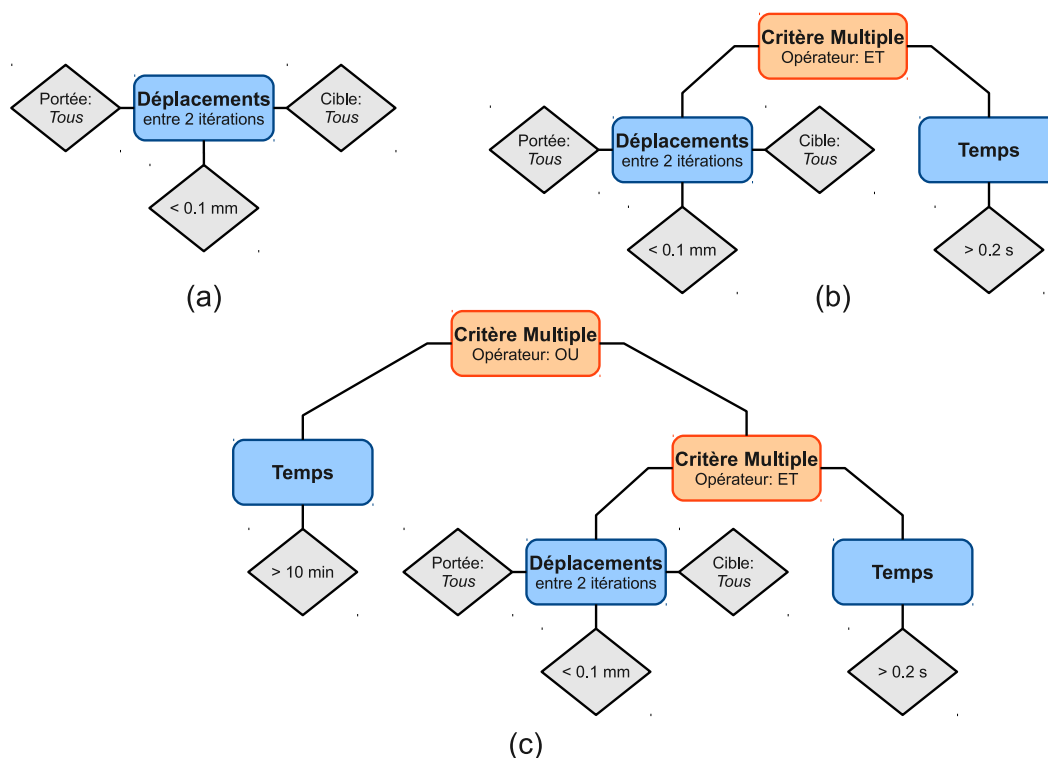 Déplacements
entre 2 itérations
Portée:
Tous
Cible:
Tous
< 0.1 mm
(a)
Critère Multiple
Opérateur: ET
Déplacements
entre 2 itérations
Portée:
Tous
Cible:
Tous
< 0.1 mm
Temps
> 0.2 s
(b)
Critère Multiple
Opérateur: OU
Temps
> 10 min
Critère Multiple
Opérateur: ET
Déplacements
entre 2 itérations
Portée:
Tous
Cible:
Tous
< 0.1 mm
Temps
> 0.2 s
(c)